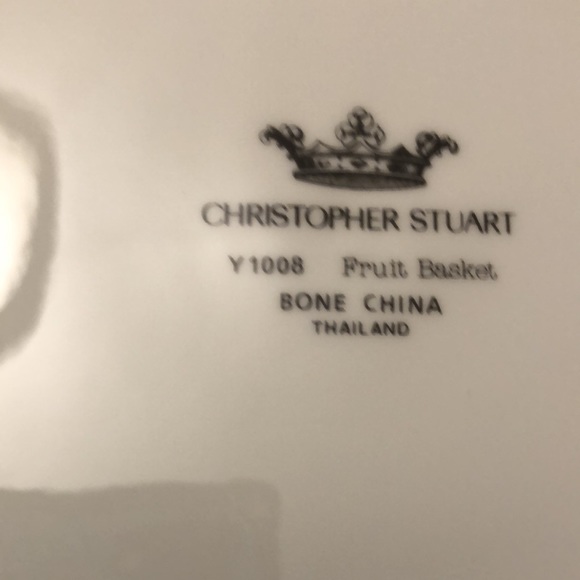 CHRISTOPHER STUART
Y1008 Fruit Basket
BONE CHINA
THAILAND